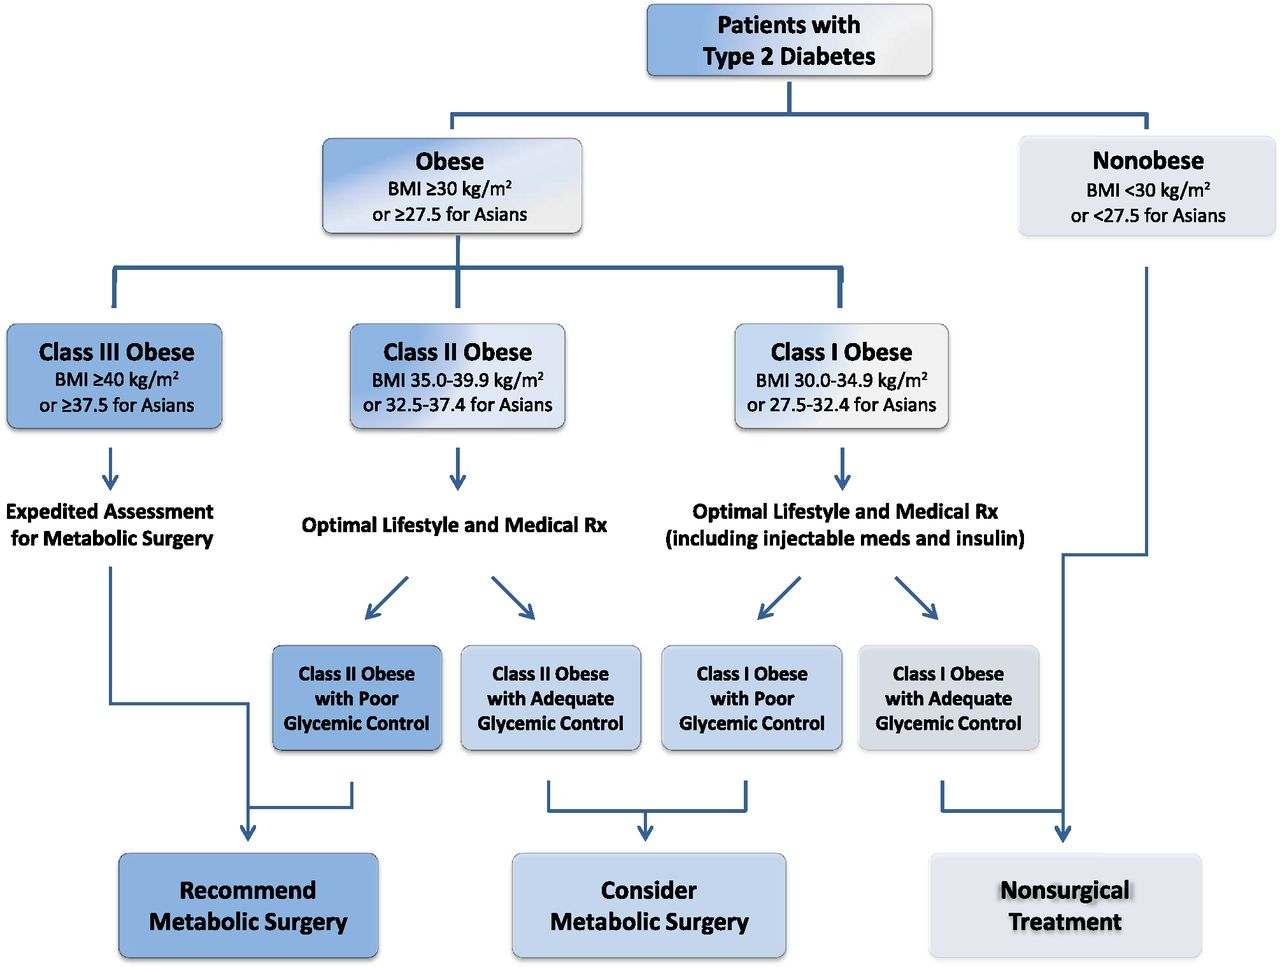 Patients with
Type 2 Diabetes
Obese
BMI ≥30 kg/m²
or ≥27.5 for Asians
Nonobese
BMI <30 kg/m²
or <27.5 for Asians
Class III Obese
BMI ≥40 kg/m²
or ≥37.5 for Asians
Class II Obese
BMI 35.0-39.9 kg/m²
or 32.5-37.4 for Asians
Class I Obese
BMI 30.0-34.9 kg/m²
or 27.5-32.4 for Asians
Expedited Assessment
for Metabolic Surgery
Optimal Lifestyle and Medical Rx
Optimal Lifestyle and Medical Rx
(including injectable meds and insulin)
Class II Obese
with Poor
Glycemic Control
Class II Obese
with Adequate
Glycemic Control
Class I Obese
with Poor
Glycemic Control
Class I Obese
with Adequate
Glycemic Control
Recommend
Metabolic Surgery
Consider
Metabolic Surgery
Nonsurgical
Treatment